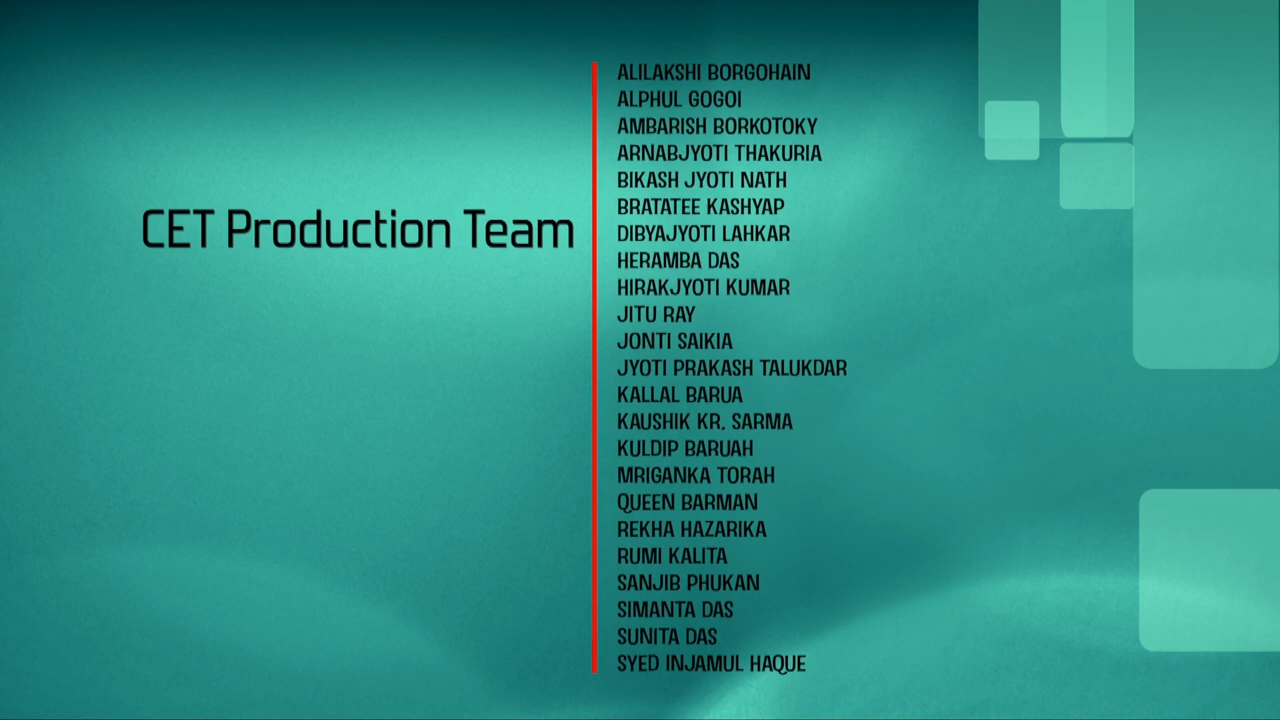 CET Production Team
ALILAKSHI BORGOHAIN
ALPHUL GOGOI
AMBARISH BORKOTOKY
ARNABJYOTI THAKURIA
BIKASH JYOTI NATH
BRATATEE KASHYAP
DIBYAJYOTI LAHKAR
HERAMBA DAS
HIRAKJYOTI KUMAR
JITU RAY
JONTI SAIKIA
JYOTI PRAKASH TALUKDAR
KALLAL BARUA
KAUSHIK KR. SARMA
KULDIP BARUAH
MRIGANKA TORAH
QUEEN BARMAN
REKHA HAZARIKA
RUMI KALITA
SANJIB PHUKAN
SIMANTA DAS
SUNITA DAS
SYED INJAMUL HAQUE